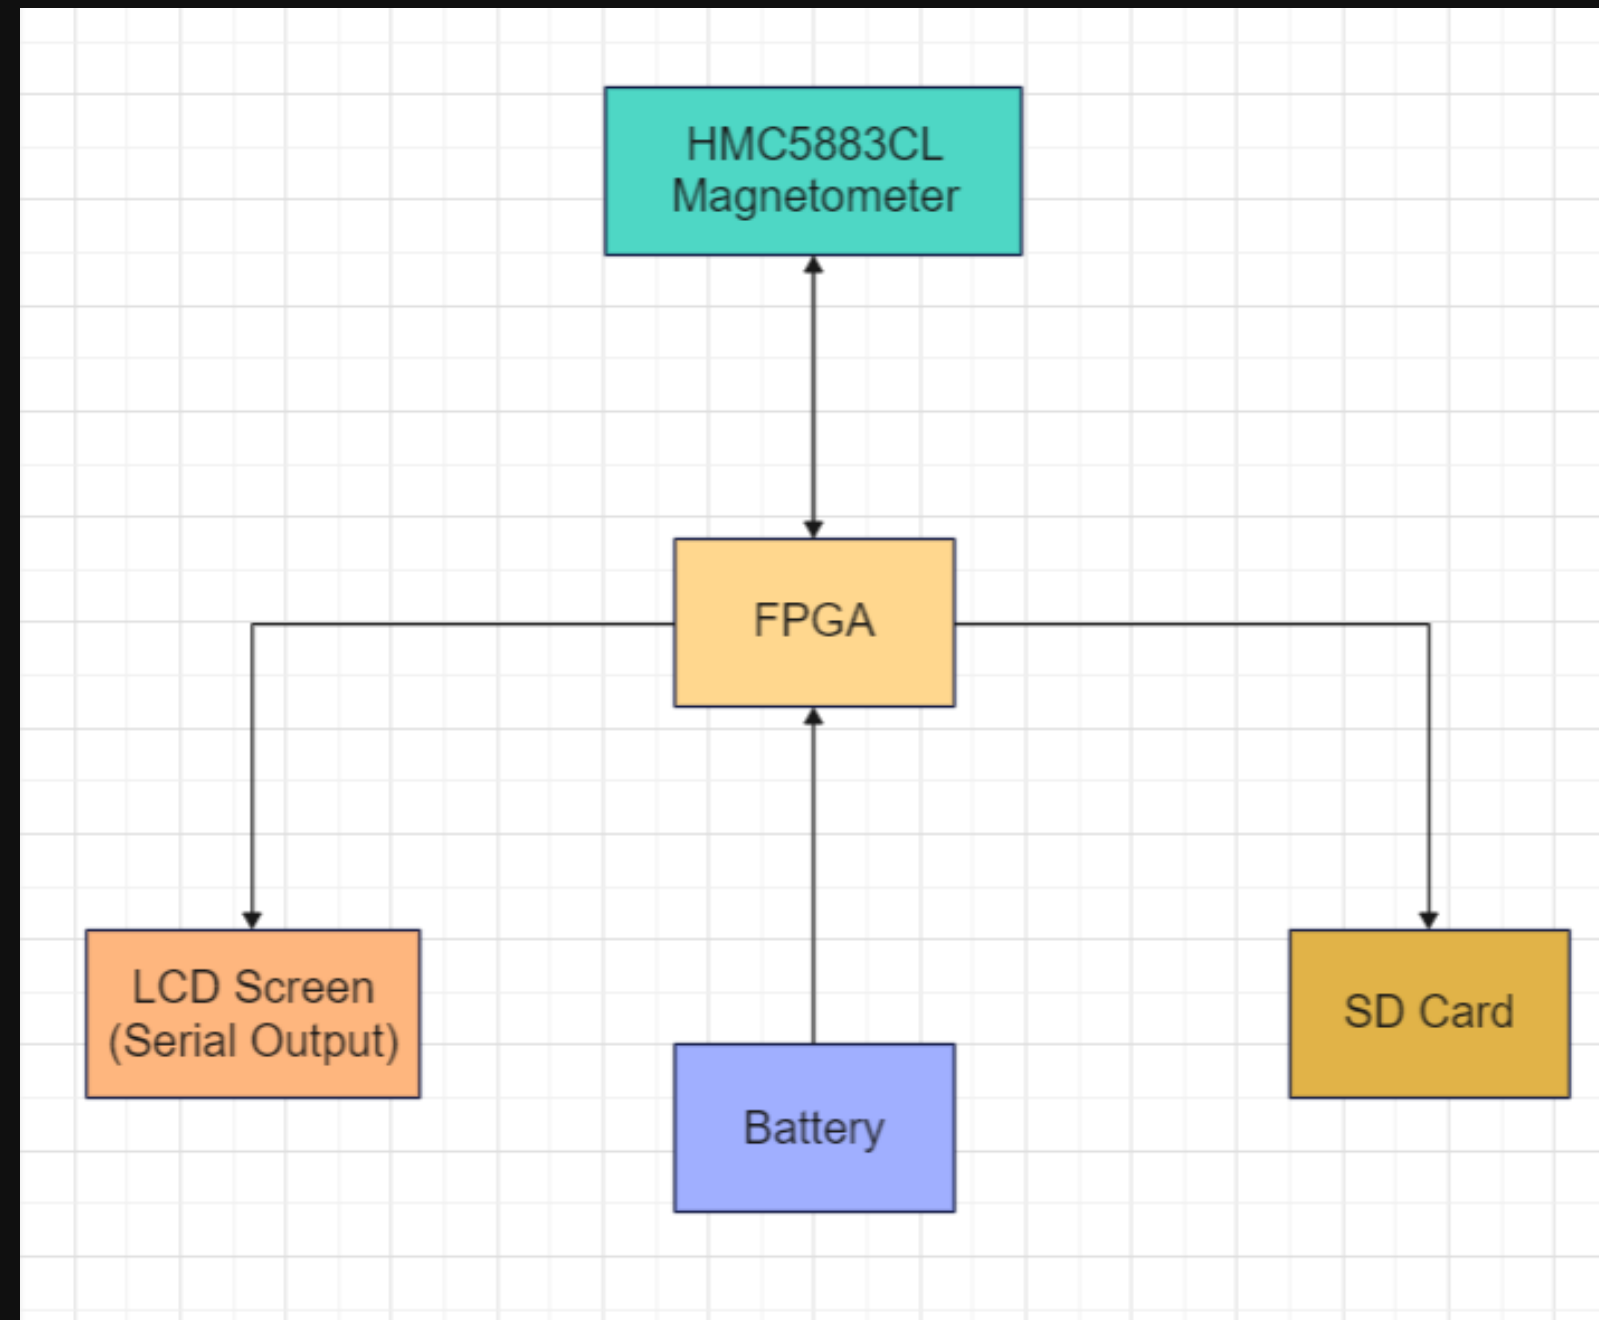 HMC5883CL
Magnetometer
FPGA
LCD Screen
(Serial Output)
SD Card
Battery